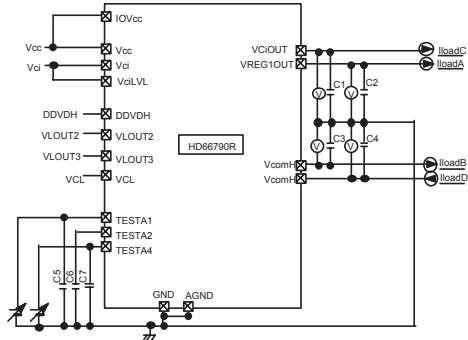 IOVcc
Vcc Vcc
Vci Vci
VciLVL
DDVDH DDVDH
VLOUT2 VLOUT2
VLOUT3 VLOUT3
VCL VCL
TESTA1
TESTA2
TESTA4
C5 C6 C7
HD66790R
GND AGND
VCiOUT IloadC
VREG1OUT IloadA
V C1 V C2
V C3 V C4
VcomH IloadB
VcomH IloadD